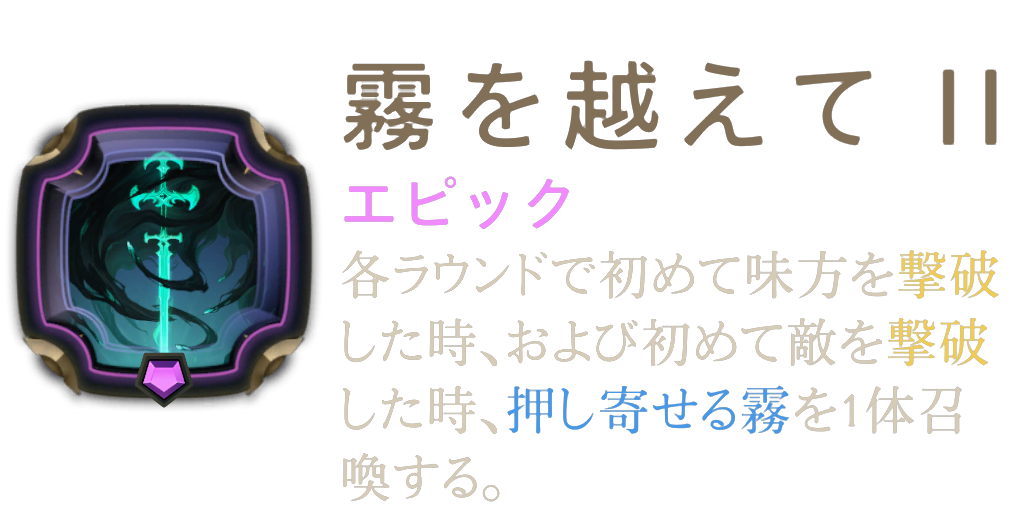 霧を越えて II
エピック
各ラウンドで初めて味方を撃破
した時、および初めて敵を撃破
した時、押し寄せる霧を1体召
喚する。